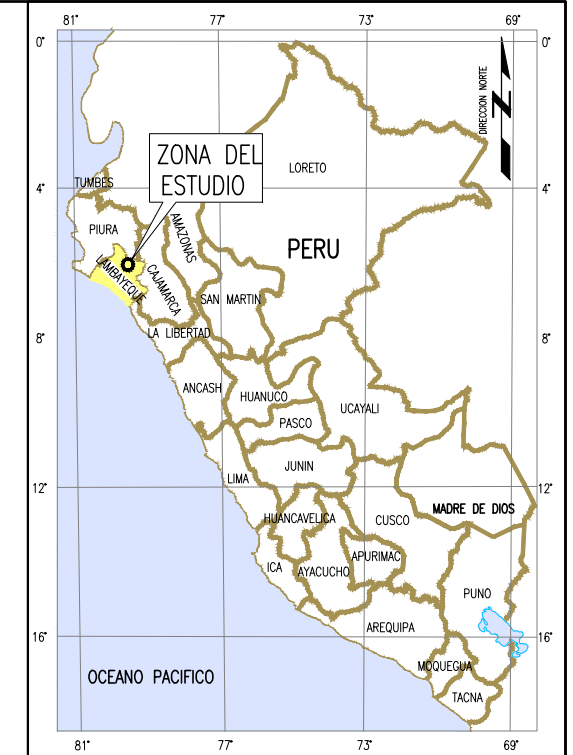 81° 77° 73° 69°
0° 0°
DIRECCION NORTE
N
ZONA DEL
ESTUDIO
LORETO
4° 4°
TUMBES
PIURA
AMAZONAS
PERU
LAMBAYEQUE
CAJAMARCA
SAN MARTIN
8° 8°
LA LIBERTAD
ANCASH
HUANUCO
UCAYALI
PASCO
JUNIN
LIMA
12° 12°
MADRE DE DIOS
HUANCAVELICA
CUSCO
APURIMAC
ICA
AYACUCHO
PUNO
AREQUIPA
16° 16°
MOQUEGUA
OCEANO PACIFICO
TACNA
81° 77° 73° 69°